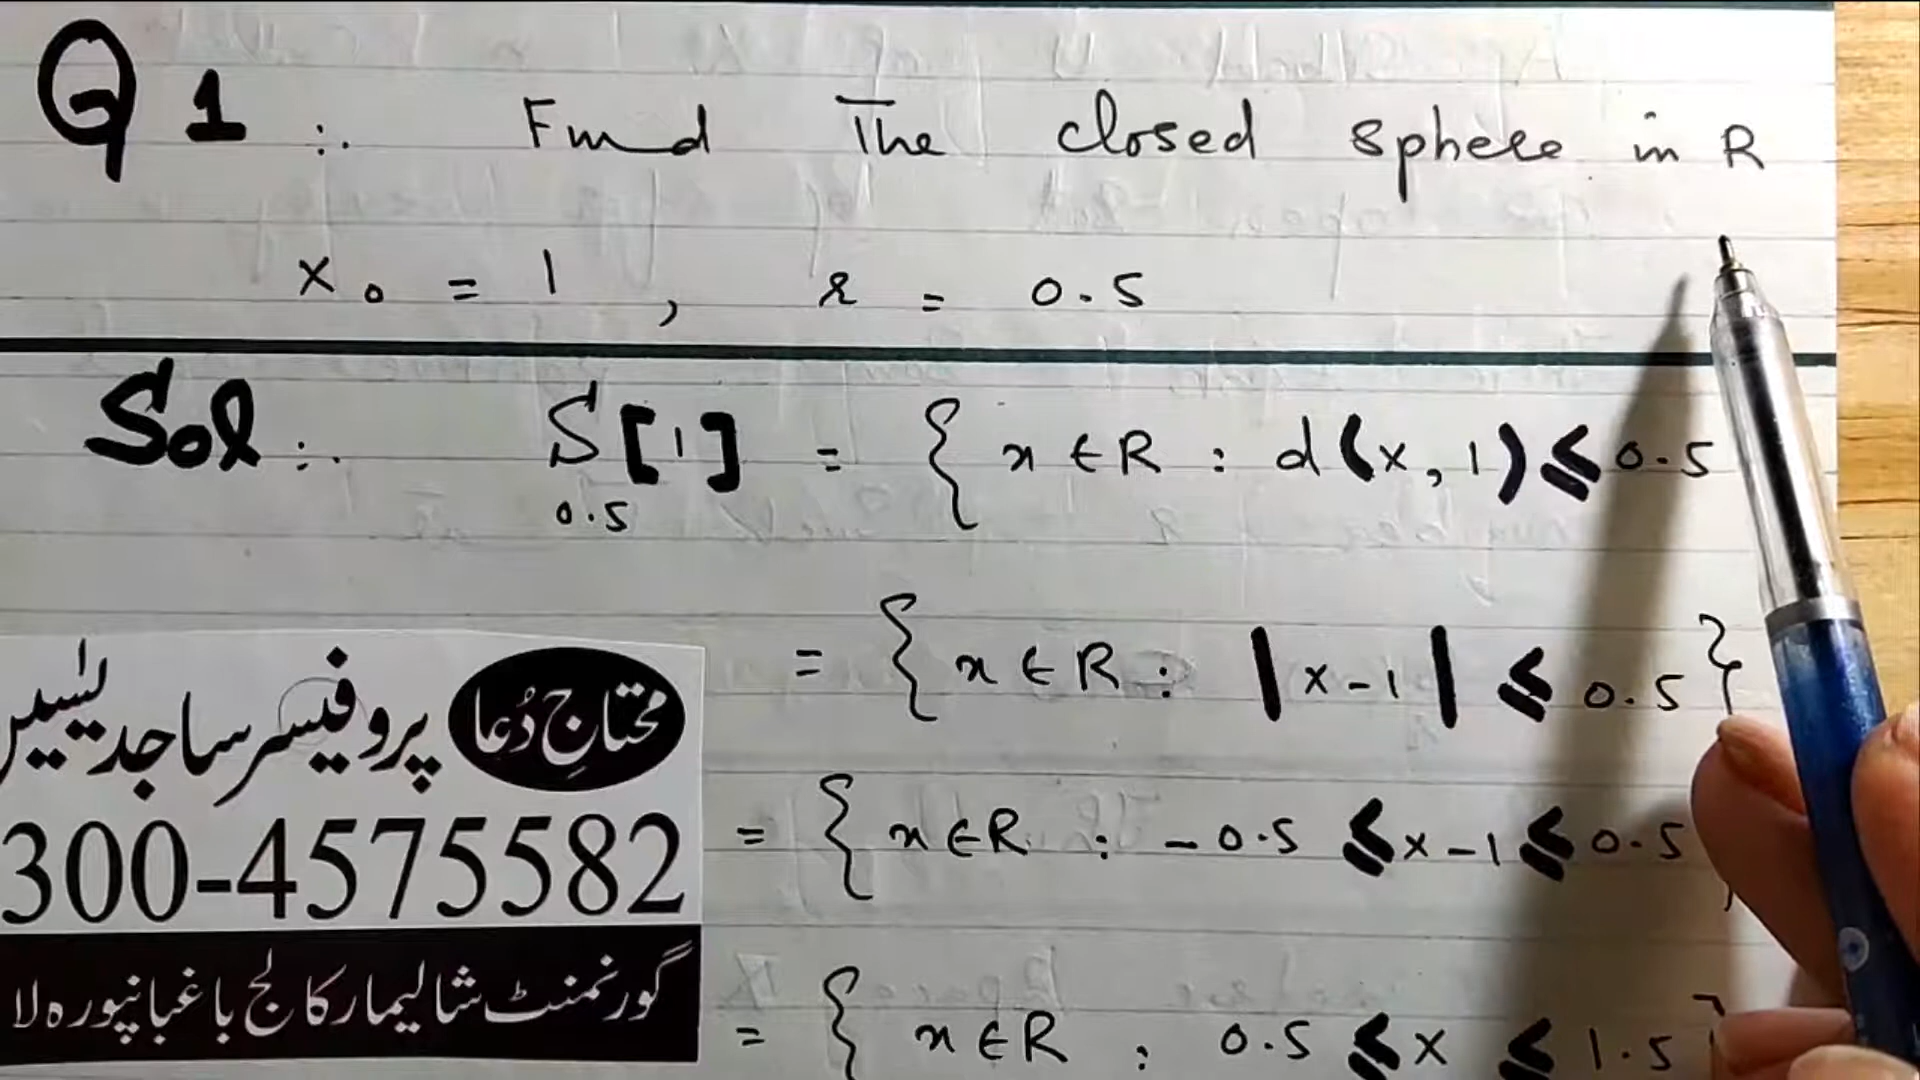 Q 1 :. Find The closed sphere in R
x₀ = 1 , r = 0.5
Sol :. S [1] = { x ∈ R : d(x, 1) ≤ 0.5
0.5
= { x ∈ R : |x-1| ≤ 0.5 }
= { x ∈ R : -0.5 ≤ x-1 ≤ 0.5 }
= { x ∈ R : 0.5 ≤ x ≤ 1.5 }
محتاجِ دُعا پروفیسر ساجد یٰسیں
300-4575582
گورنمنٹ شالیمار کالج باغبانپورہ لا